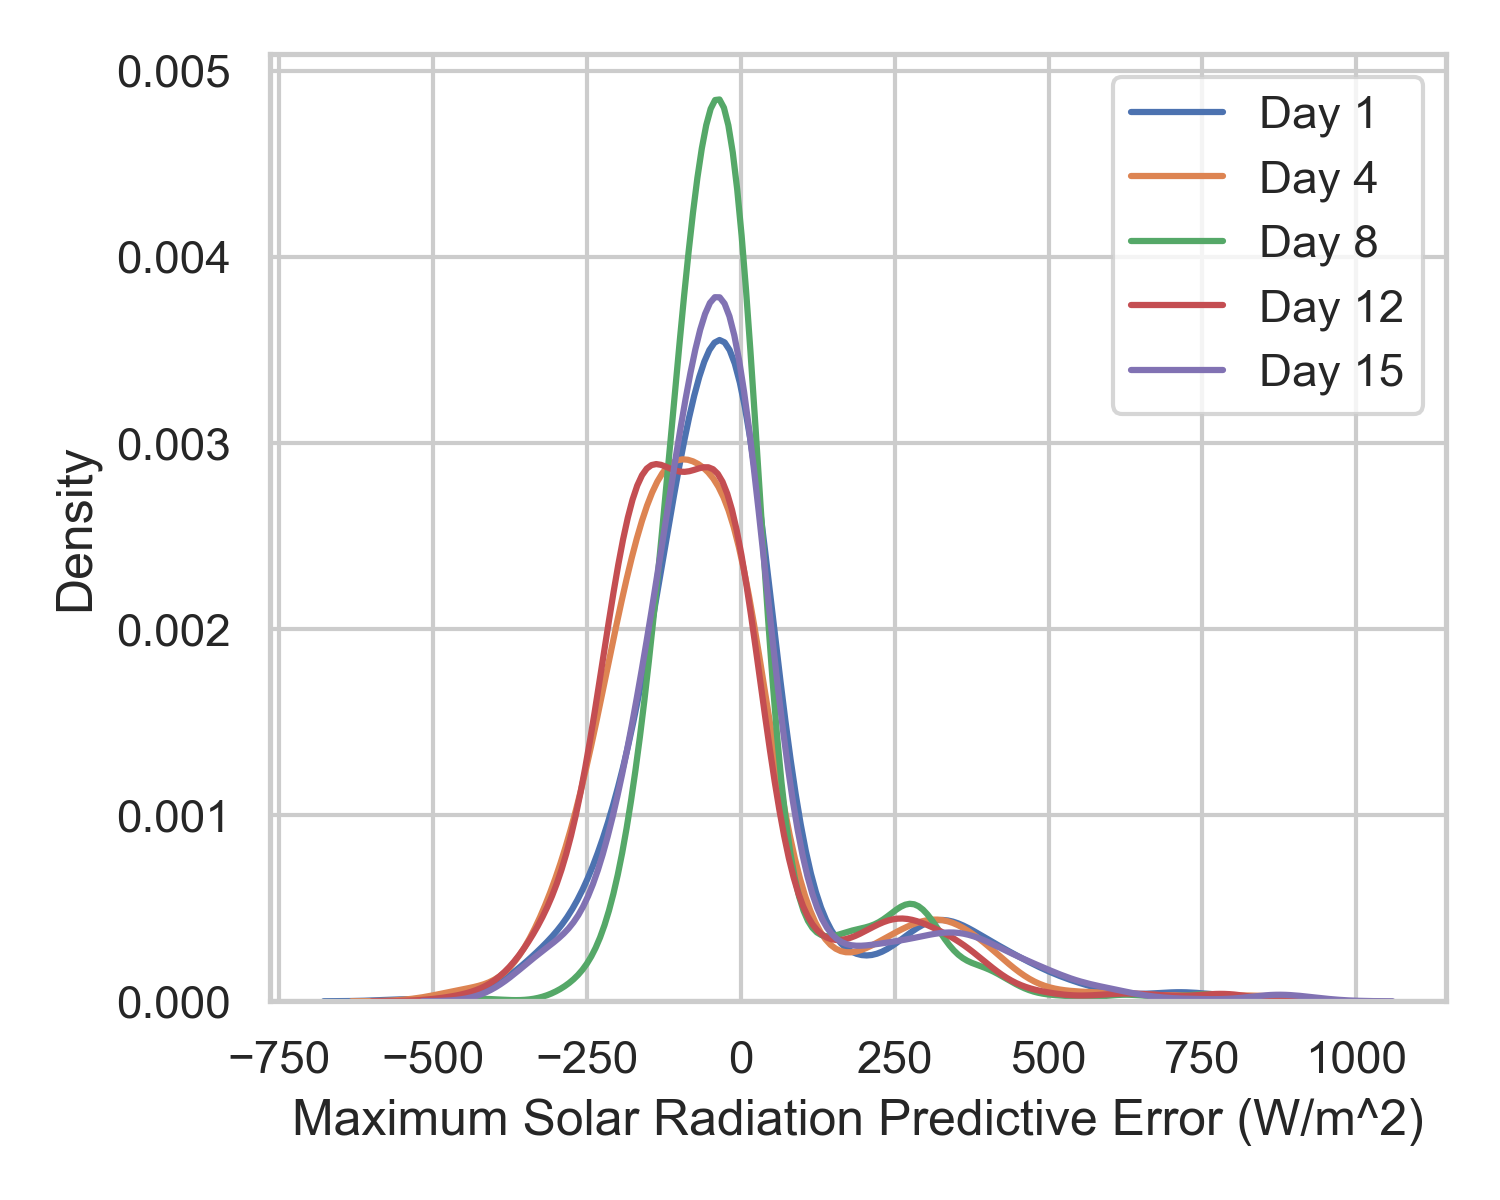 0.005
0.004
0.003
0.002
0.001
0.000
Density
Day 1
Day 4
Day 8
Day 12
Day 15
−750
−500
−250
0
250
500
750
1000
Maximum Solar Radiation Predictive Error (W/m^2)